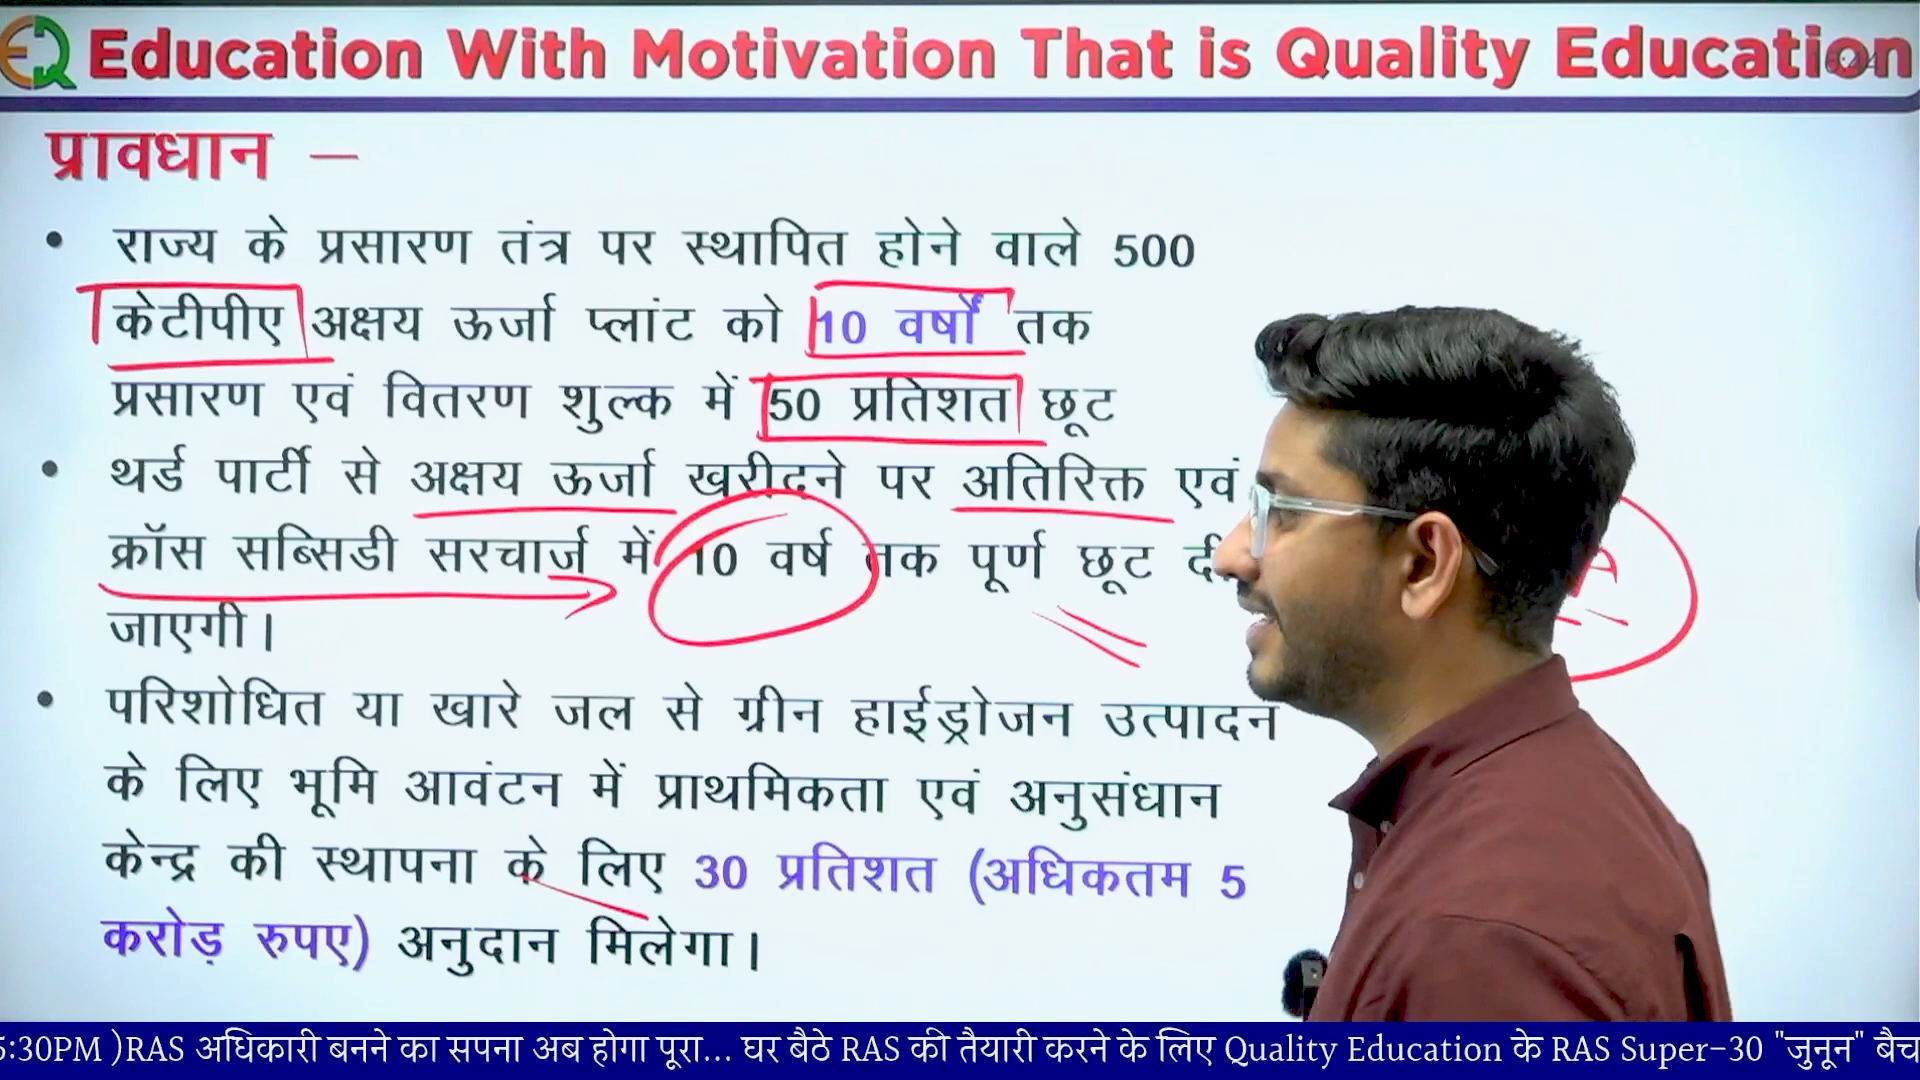 Education With Motivation That is Quality Education
प्रावधान –
• राज्य के प्रसारण तंत्र पर स्थापित होने वाले 500
केटीपीए अक्षय ऊर्जा प्लांट को 10 वर्षों तक
प्रसारण एवं वितरण शुल्क में 50 प्रतिशत छूट
• थर्ड पार्टी से अक्षय ऊर्जा खरीदने पर अतिरिक्त एवं
क्रॉस सब्सिडी सरचार्ज में 10 वर्ष तक पूर्ण छूट दी
जाएगी।
• परिशोधित या खारे जल से ग्रीन हाईड्रोजन उत्पादन
के लिए भूमि आवंटन में प्राथमिकता एवं अनुसंधान
केन्द्र की स्थापना के लिए 30 प्रतिशत (अधिकतम 5
करोड़ रुपए) अनुदान मिलेगा।
5:30PM )RAS अधिकारी बनने का सपना अब होगा पूरा... घर बैठे RAS की तैयारी करने के लिए Quality Education के RAS Super-30 "जुनून" बैच